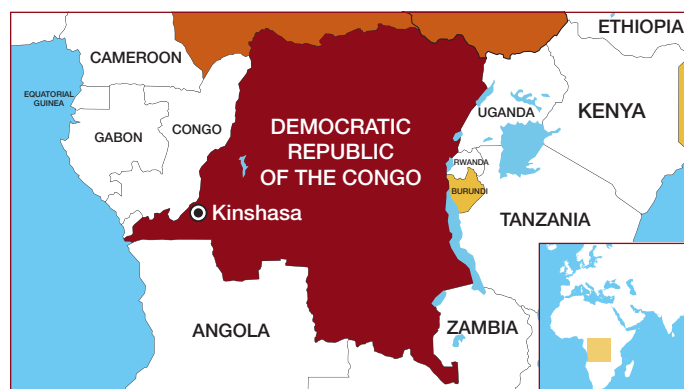 ETHIOPIA
CAMEROON
EQUATORIAL
GUINEA
GABON
CONGO
DEMOCRATIC
REPUBLIC
OF THE CONGO
UGANDA
KENYA
RWANDA
BURUNDI
Kinshasa
TANZANIA
ANGOLA
ZAMBIA